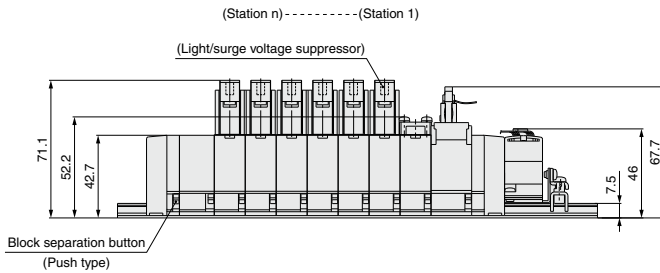 (Station n)----------(Station 1)
(Light/surge voltage suppressor)
71.1
52.2
42.7
7.5
46
67.7
Block separation button
(Push type)